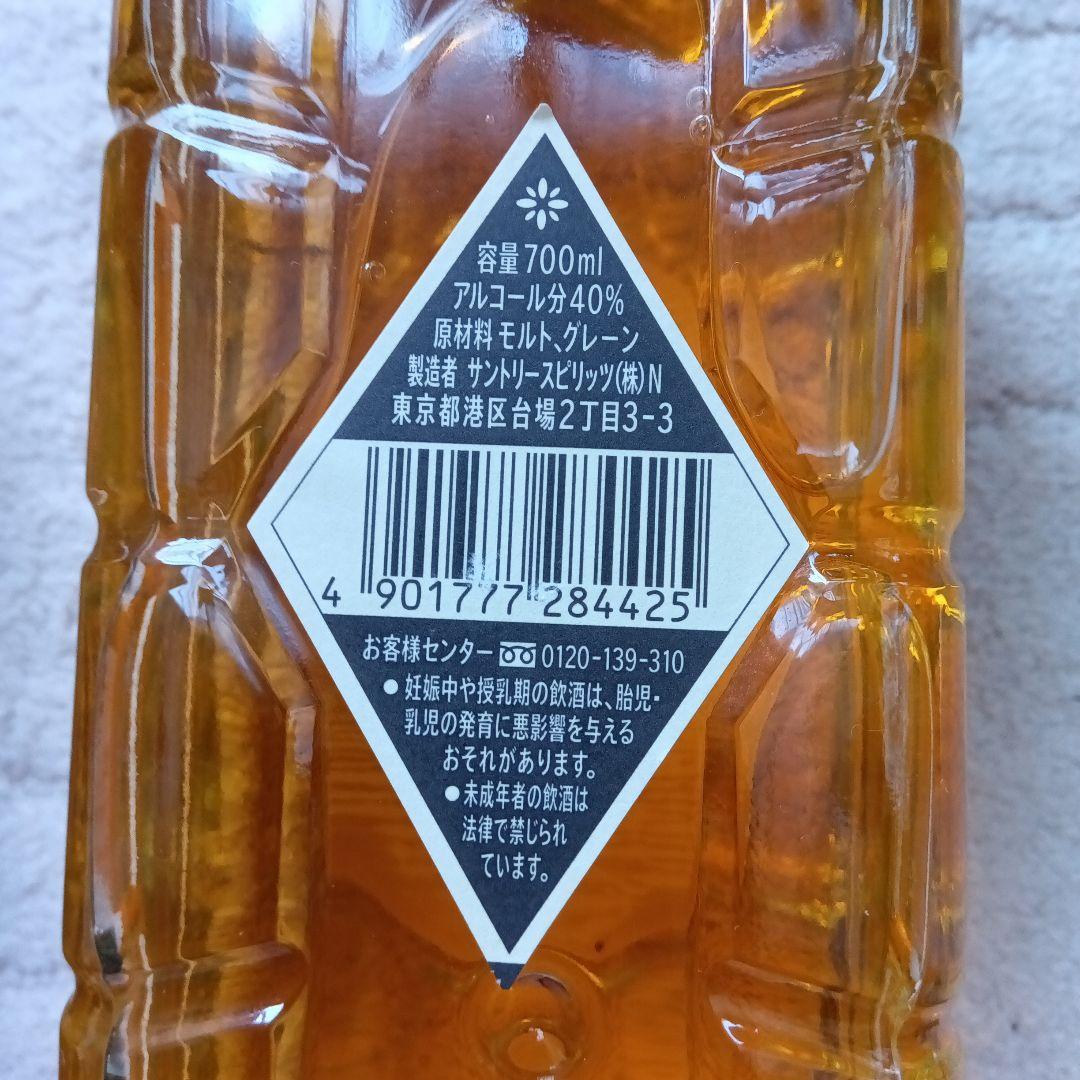 容量700ml
アルコール分40%
原材料 モルト、グレーン
製造者 サントリースピリッツ(株)N
東京都港区台場2丁目3-3
4 901777 284425
お客様センター 0120-139-310
● 妊娠中や授乳期の飲酒は、胎児・
乳児の発育に悪影響を与える
おそれがあります。
● 未成年者の飲酒は
法律で禁じられ
ています。